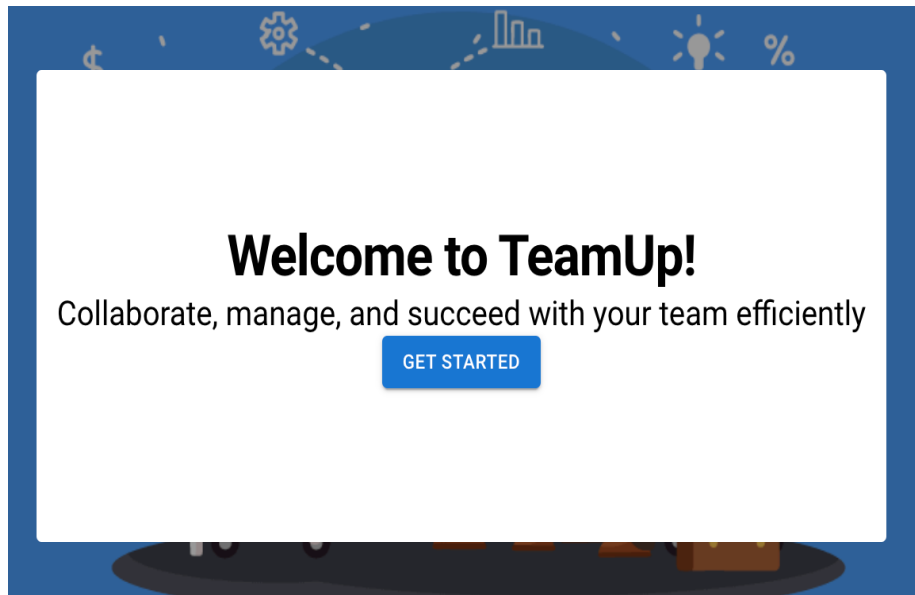 Welcome to TeamUp!
Collaborate, manage, and succeed with your team efficiently
GET STARTED